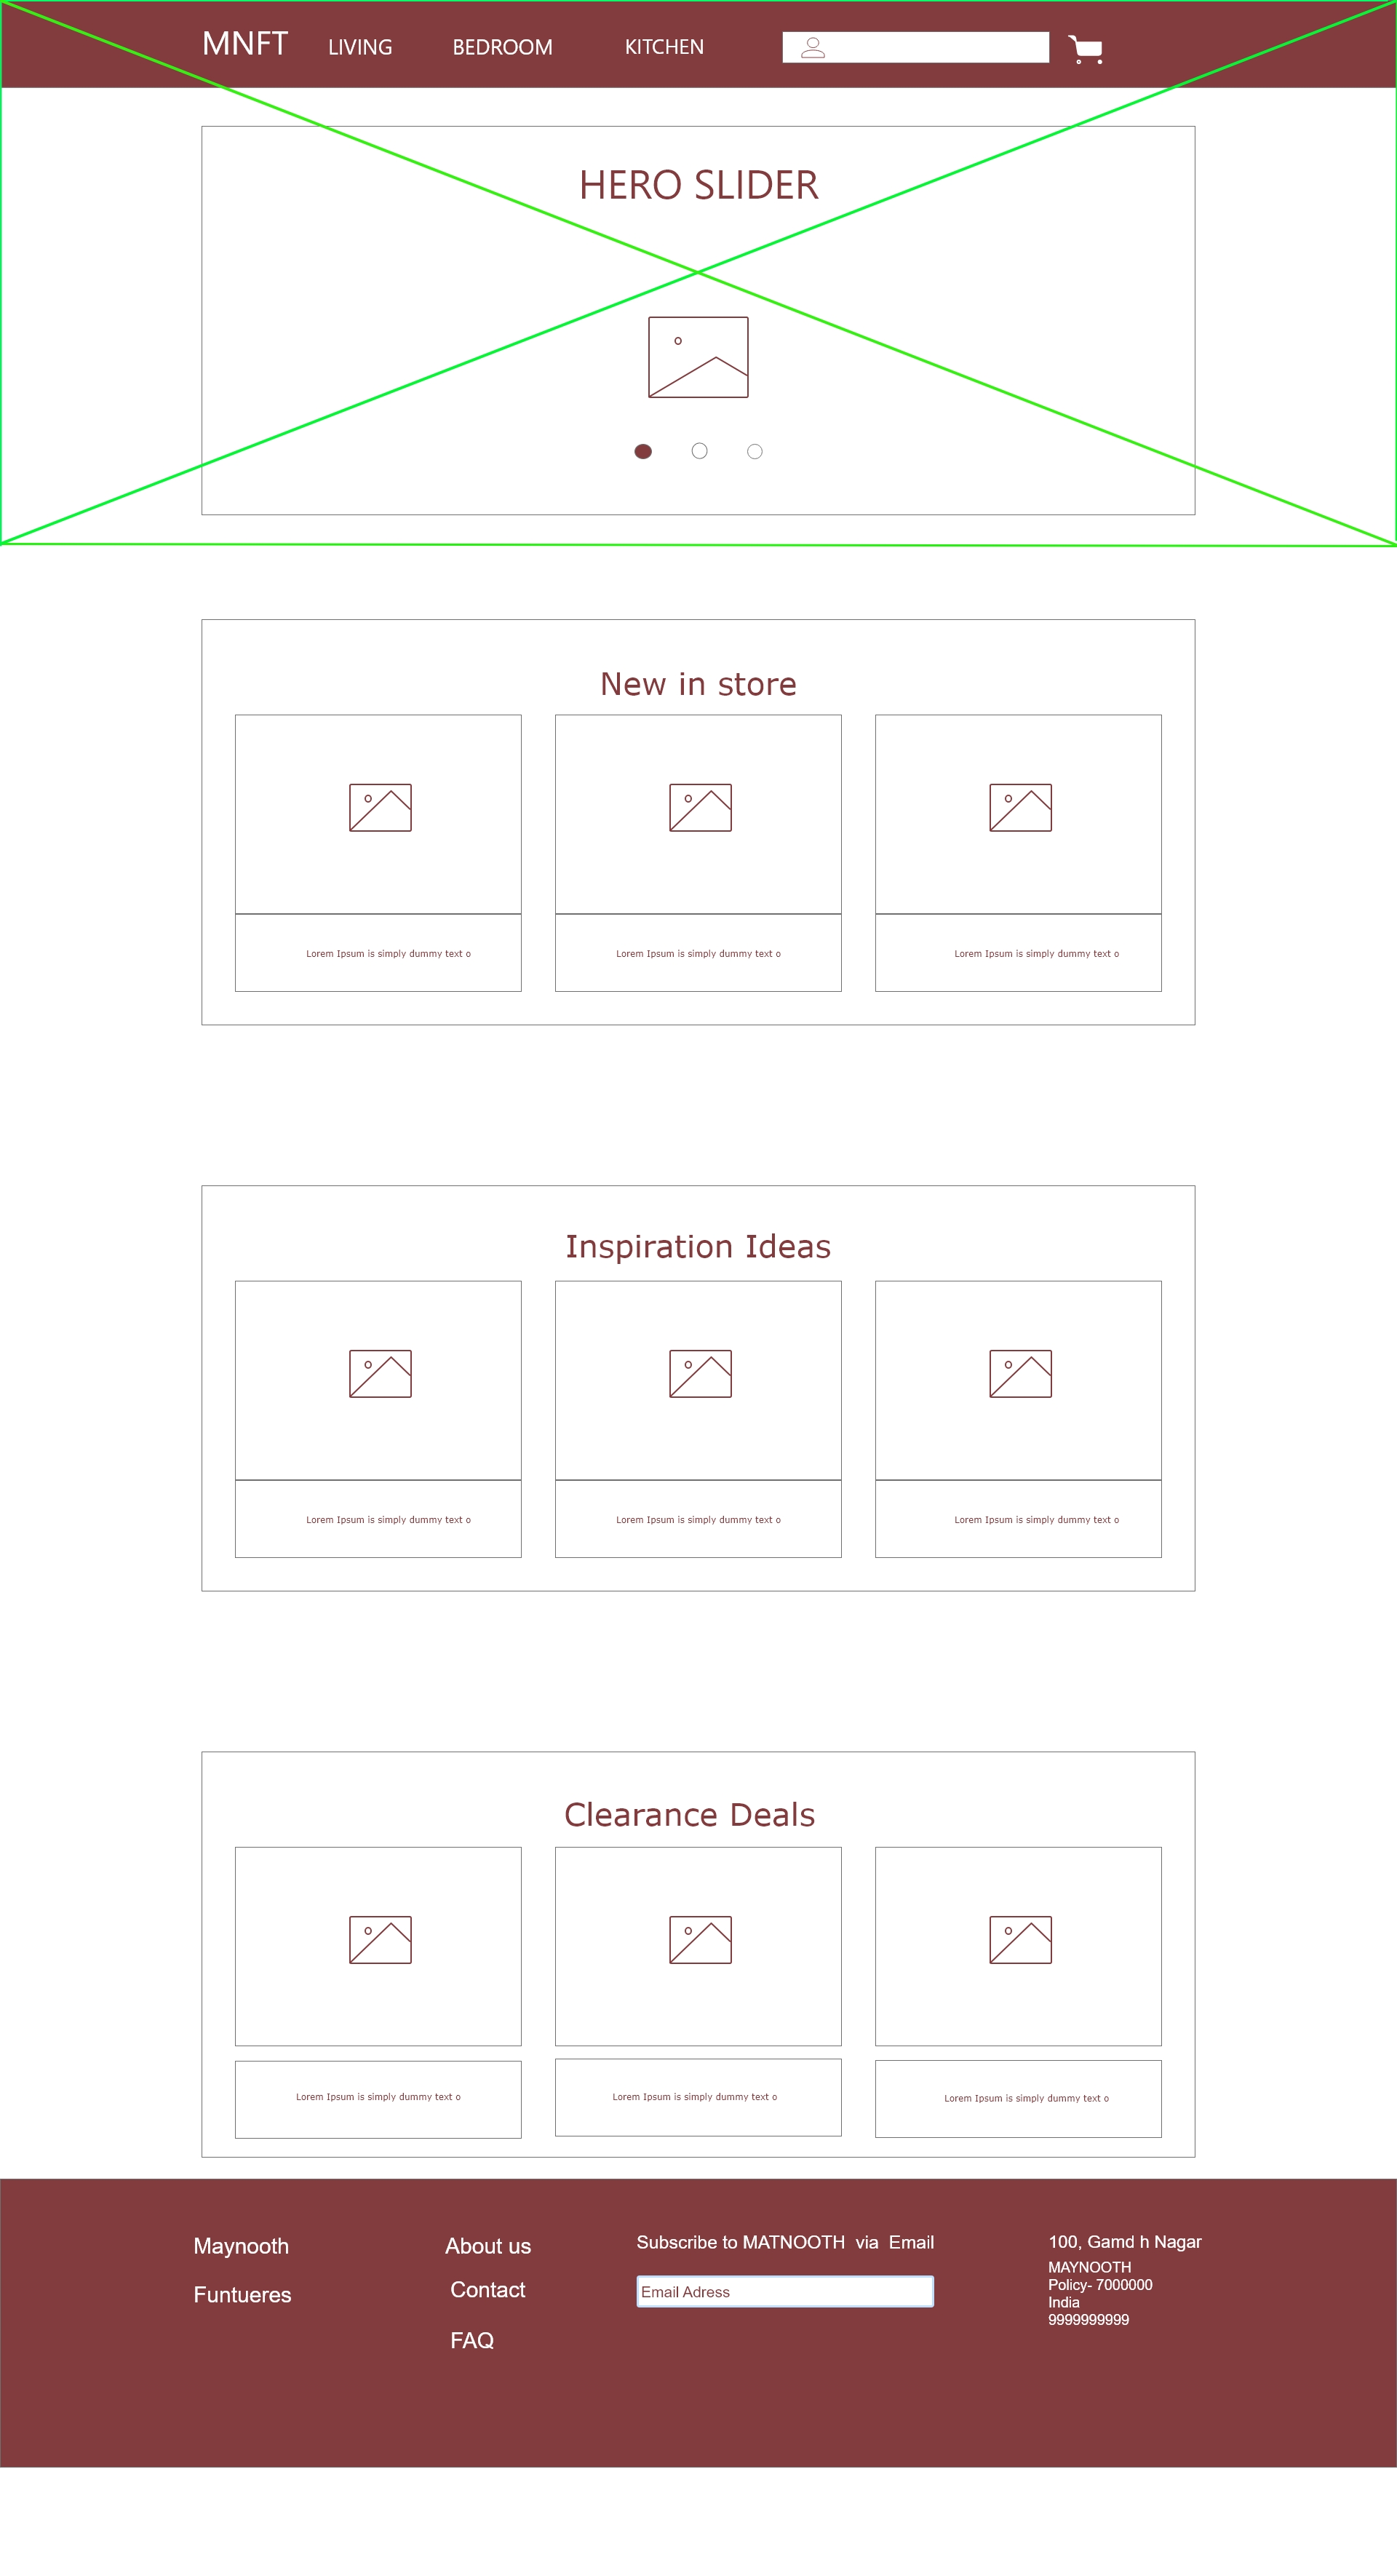 MNFT LIVING BEDROOM KITCHEN
HERO SLIDER
New in store
Lorem Ipsum is simply dummy text o
Lorem Ipsum is simply dummy text o
Lorem Ipsum is simply dummy text o
Inspiration Ideas
Lorem Ipsum is simply dummy text o
Lorem Ipsum is simply dummy text o
Lorem Ipsum is simply dummy text o
Clearance Deals
Lorem Ipsum is simply dummy text o
Lorem Ipsum is simply dummy text o
Lorem Ipsum is simply dummy text o
Maynooth
Funtueres
About us
Contact
FAQ
Subscribe to MATNOOTH via Email
Email Adress
100, Gamd h Nagar
MAYNOOTH
Policy- 7000000
India
9999999999